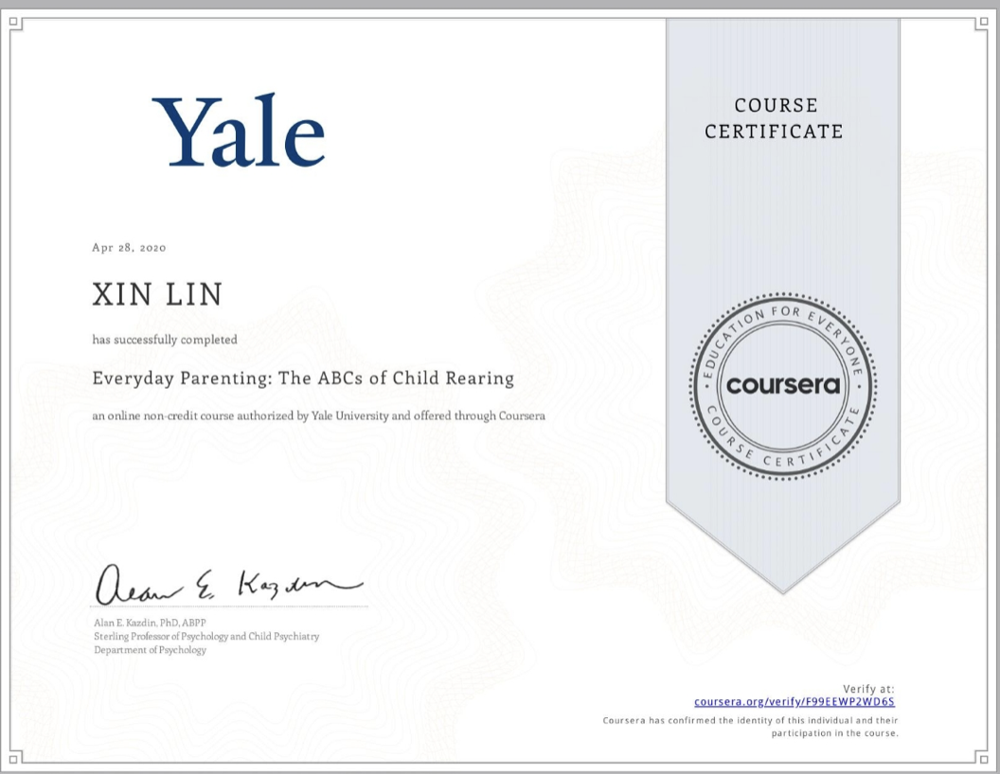 Yale
COURSE
CERTIFICATE
Apr 28, 2020
XIN LIN
has successfully completed
Everyday Parenting: The ABCs of Child Rearing
an online non-credit course authorized by Yale University and offered through Coursera
EDUCATION FOR EVERYONE
coursera
COURSE CERTIFICATE
Alan E. Kazdin
Alan E. Kazdin, PhD, ABPP
Sterling Professor of Psychology and Child Psychiatry
Department of Psychology
Verify at:
coursera.org/verify/F99EEWP2WD6S
Coursera has confirmed the identity of this individual and their
participation in the course.